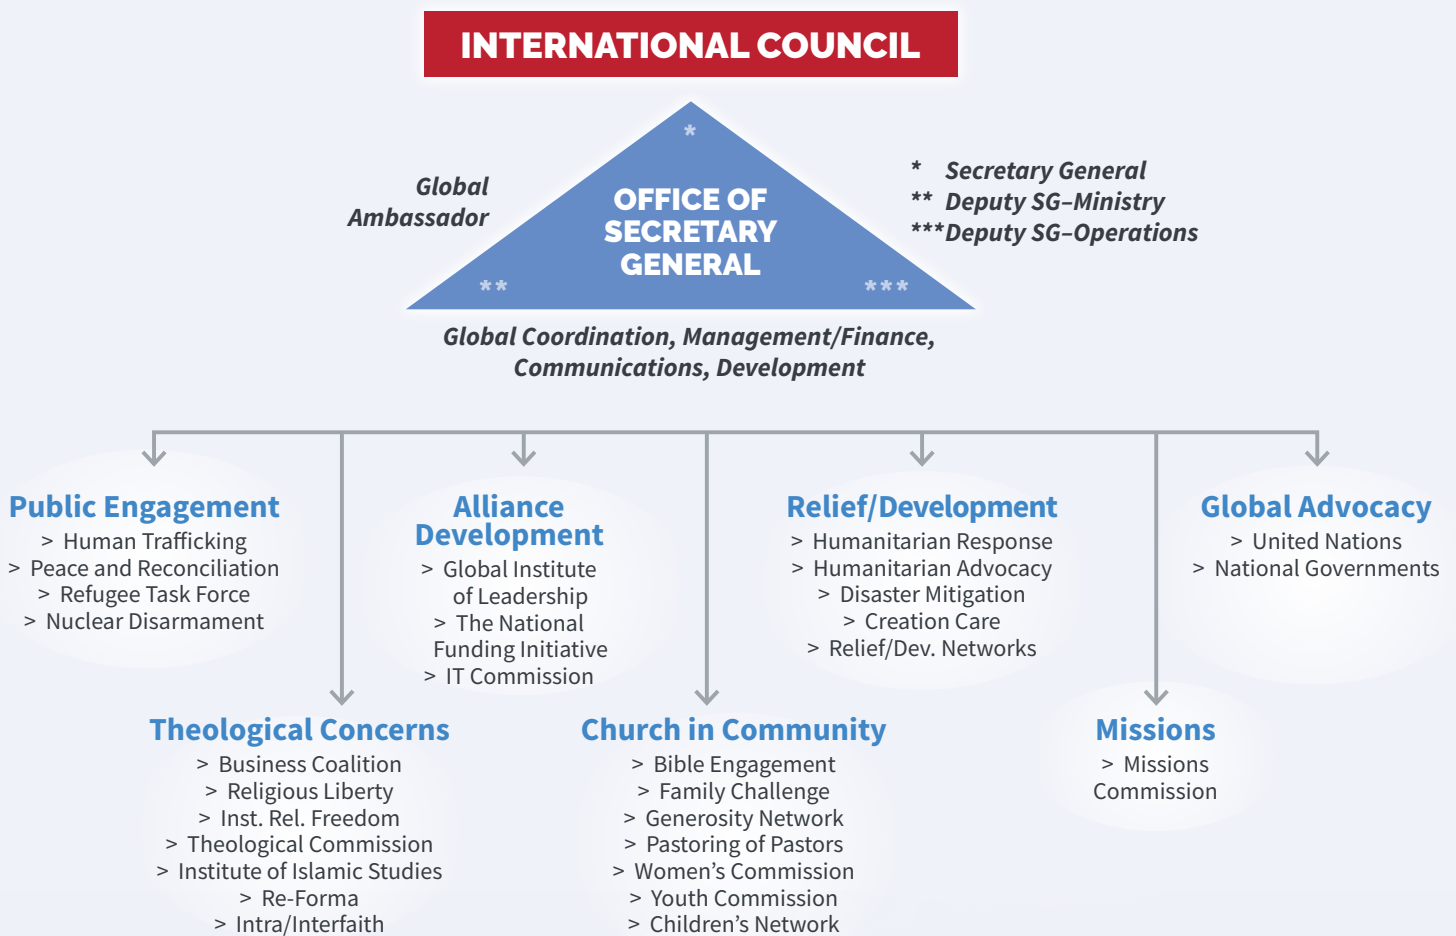 INTERNATIONAL COUNCIL
*
Global
Ambassador
OFFICE OF
SECRETARY
GENERAL
**
***
* Secretary General
** Deputy SG–Ministry
***Deputy SG–Operations
Global Coordination, Management/Finance,
Communications, Development
Public Engagement
> Human Trafficking
> Peace and Reconciliation
> Refugee Task Force
> Nuclear Disarmament
Alliance
Development
> Global Institute
of Leadership
> The National
Funding Initiative
> IT Commission
Relief/Development
> Humanitarian Response
> Humanitarian Advocacy
> Disaster Mitigation
> Creation Care
> Relief/Dev. Networks
Global Advocacy
> United Nations
> National Governments
Theological Concerns
> Business Coalition
> Religious Liberty
> Inst. Rel. Freedom
> Theological Commission
> Institute of Islamic Studies
> Re-Forma
> Intra/Interfaith
Church in Community
> Bible Engagement
> Family Challenge
> Generosity Network
> Pastoring of Pastors
> Women’s Commission
> Youth Commission
> Children’s Network
Missions
> Missions
Commission